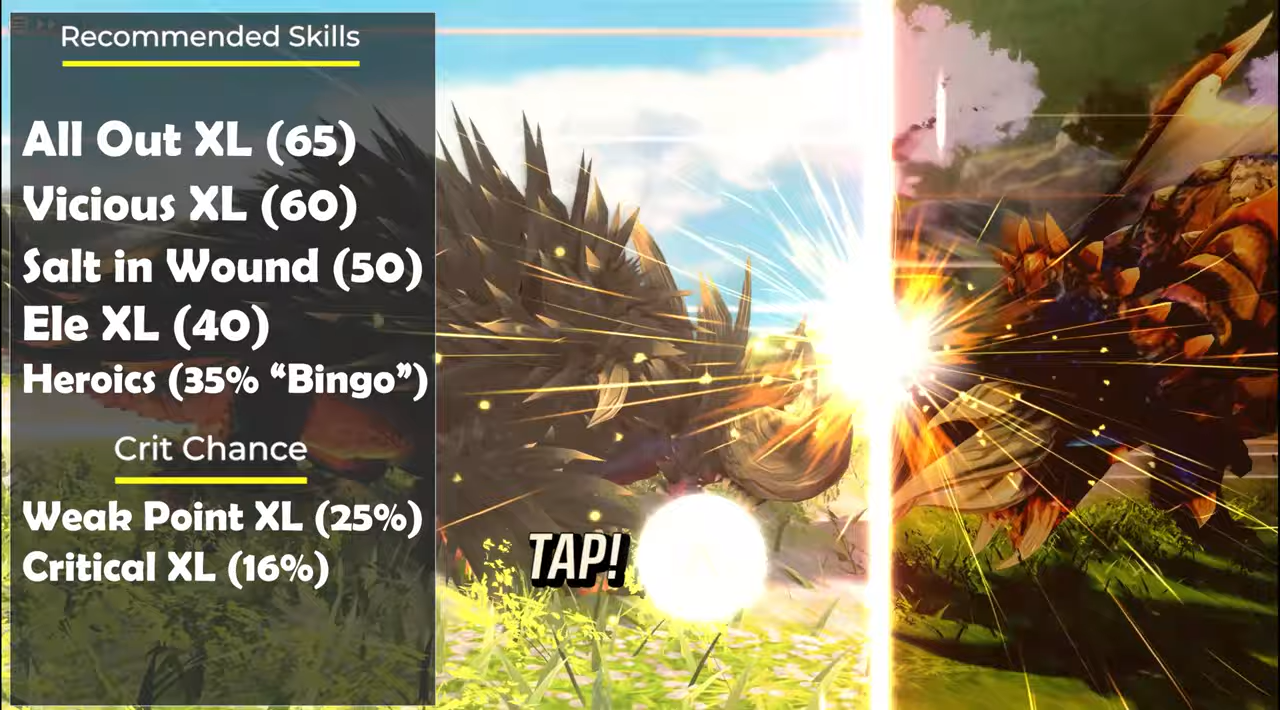 Recommended Skills
All Out XL (65)
Vicious XL (60)
Salt in Wound (50)
Ele XL (40)
Heroics (35% “Bingo”)
Crit Chance
Weak Point XL (25%)
Critical XL (16%)
TAP!